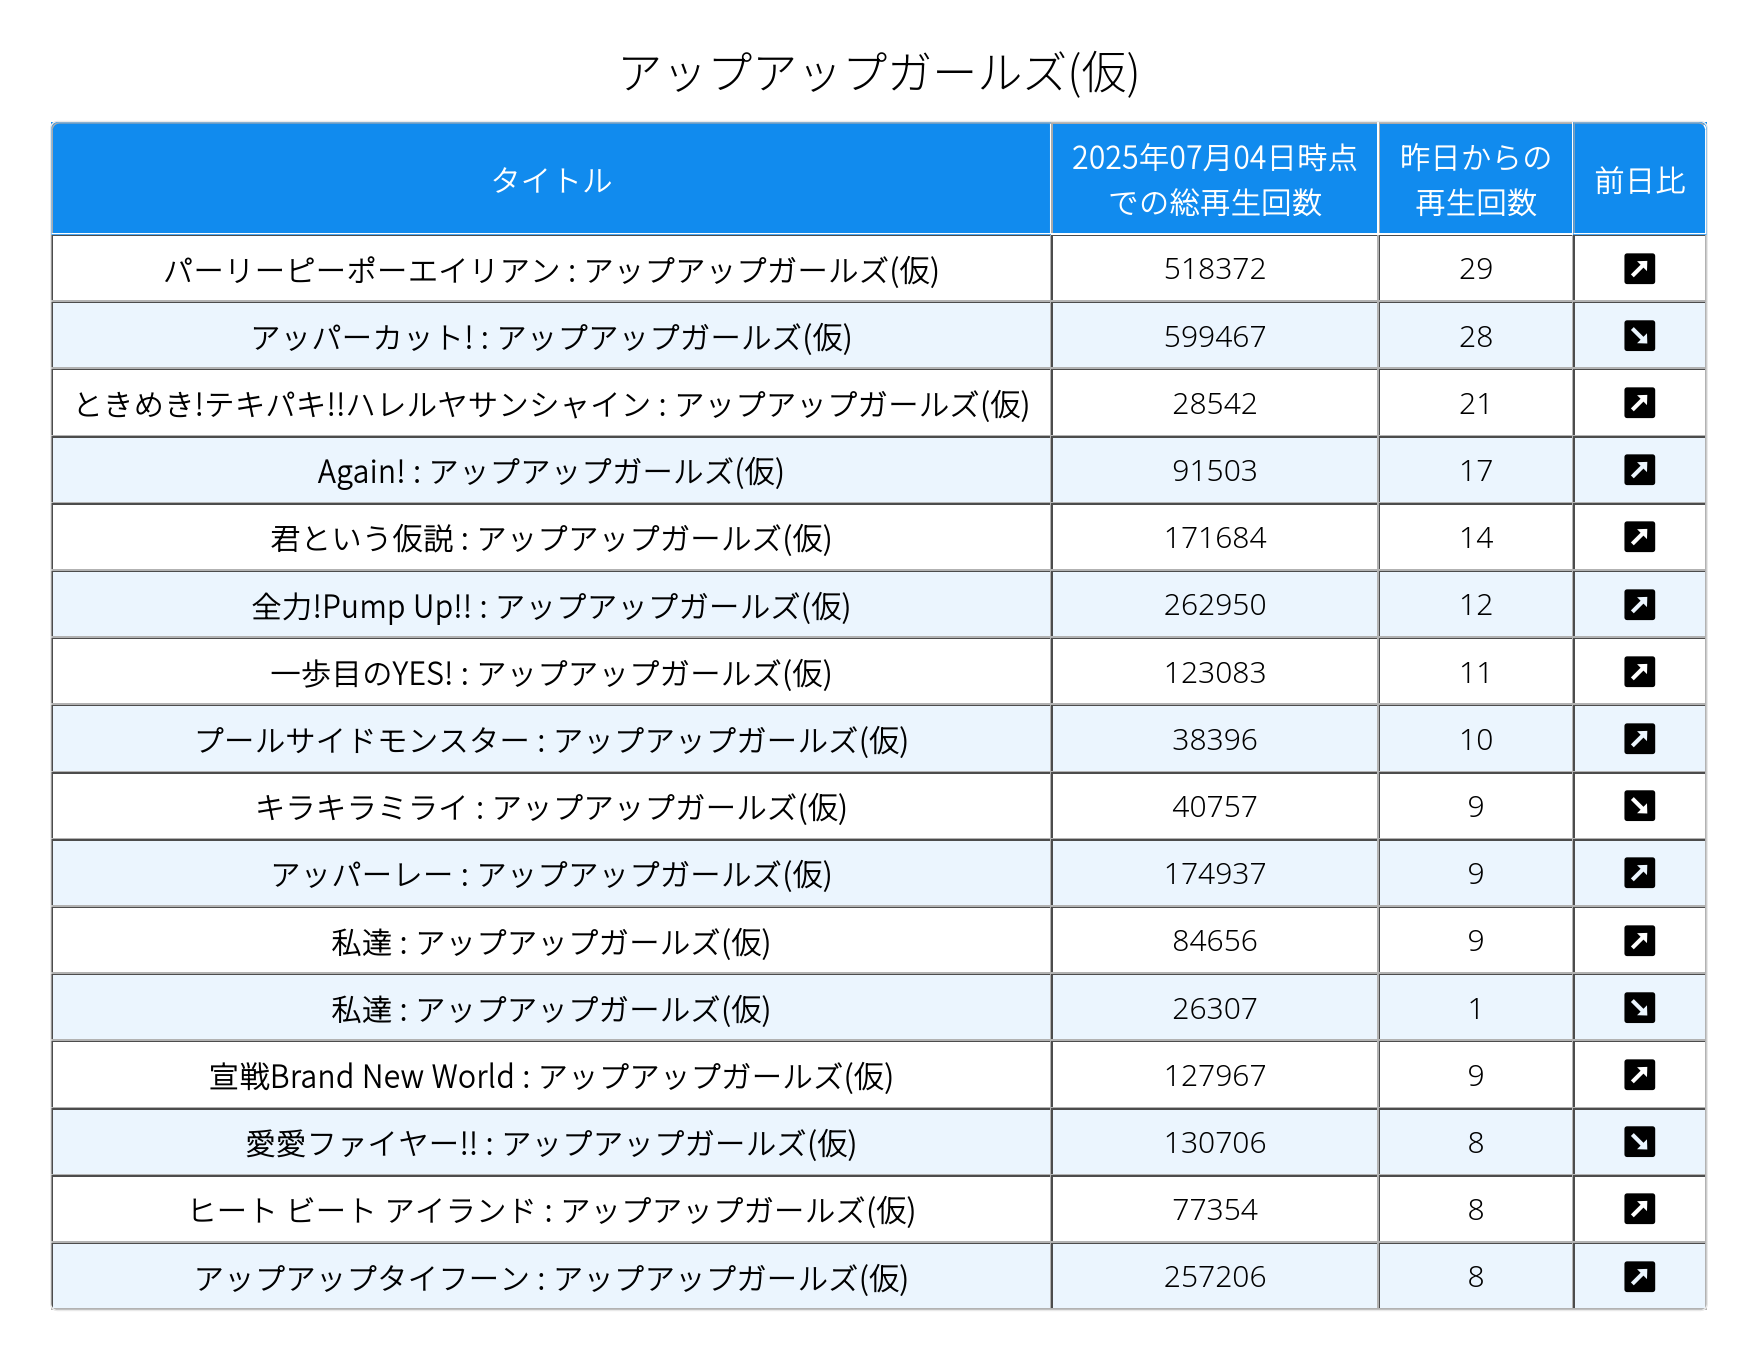 アップアップガールズ(仮)
タイトル 2025年07月04日時点での総再生回数 昨日からの再生回数 前日比
パーリーピーポーエイリアン : アップアップガールズ(仮) 518372 29
アッパーカット! : アップアップガールズ(仮) 599467 28
ときめき!テキパキ!!ハレルヤサンシャイン : アップアップガールズ(仮) 28542 21
Again! : アップアップガールズ(仮) 91503 17
君という仮説 : アップアップガールズ(仮) 171684 14
全力!Pump Up!! : アップアップガールズ(仮) 262950 12
一歩目のYES! : アップアップガールズ(仮) 123083 11
プールサイドモンスター : アップアップガールズ(仮) 38396 10
キラキラミライ : アップアップガールズ(仮) 40757 9
アッパーレー : アップアップガールズ(仮) 174937 9
私達 : アップアップガールズ(仮) 84656 9
私達 : アップアップガールズ(仮) 26307 1
宣戦Brand New World : アップアップガールズ(仮) 127967 9
愛愛ファイヤー!! : アップアップガールズ(仮) 130706 8
ヒート ビート アイランド : アップアップガールズ(仮) 77354 8
アップアップタイフーン : アップアップガールズ(仮) 257206 8